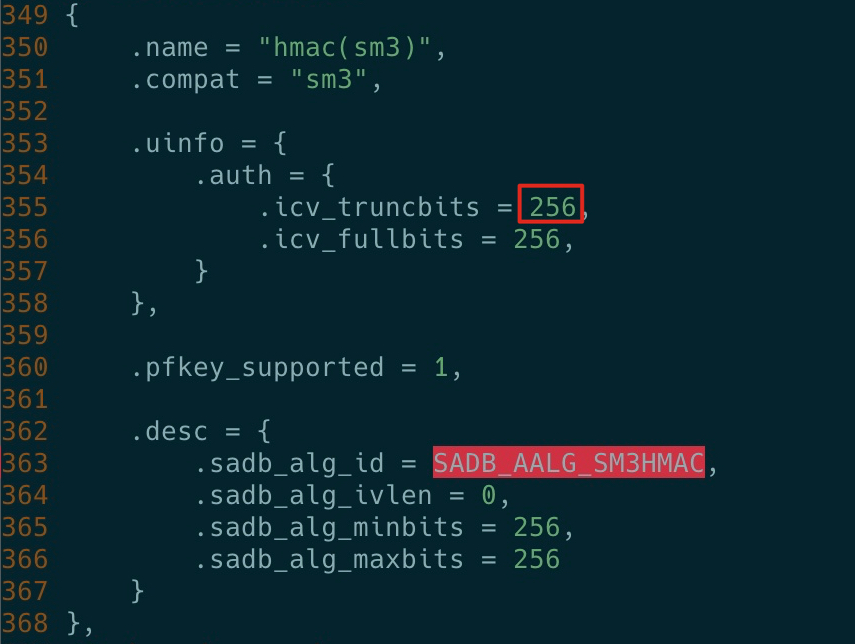 349 {
350     .name = "hmac(sm3)",
351     .compat = "sm3",
352
353     .uinfo = {
354         .auth = {
355             .icv_truncbits = 256,
356             .icv_fullbits = 256,
357         }
358     },
359
360     .pfkey_supported = 1,
361
362     .desc = {
363         .sadb_alg_id = SADB_AALG_SM3HMAC,
364         .sadb_alg_ivlen = 0,
365         .sadb_alg_minbits = 256,
366         .sadb_alg_maxbits = 256
367     }
368 },